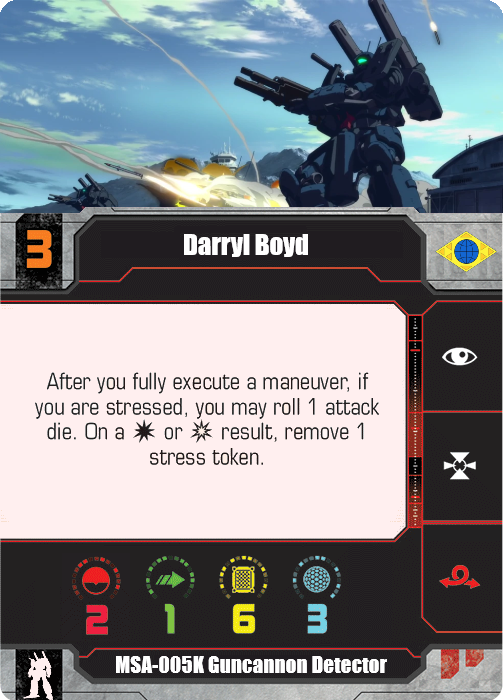 3
Darryl Boyd
After you fully execute a maneuver, if
you are stressed, you may roll 1 attack
die. On a or result, remove 1
stress token.
2 1 6 3
MSA-005K Guncannon Detector